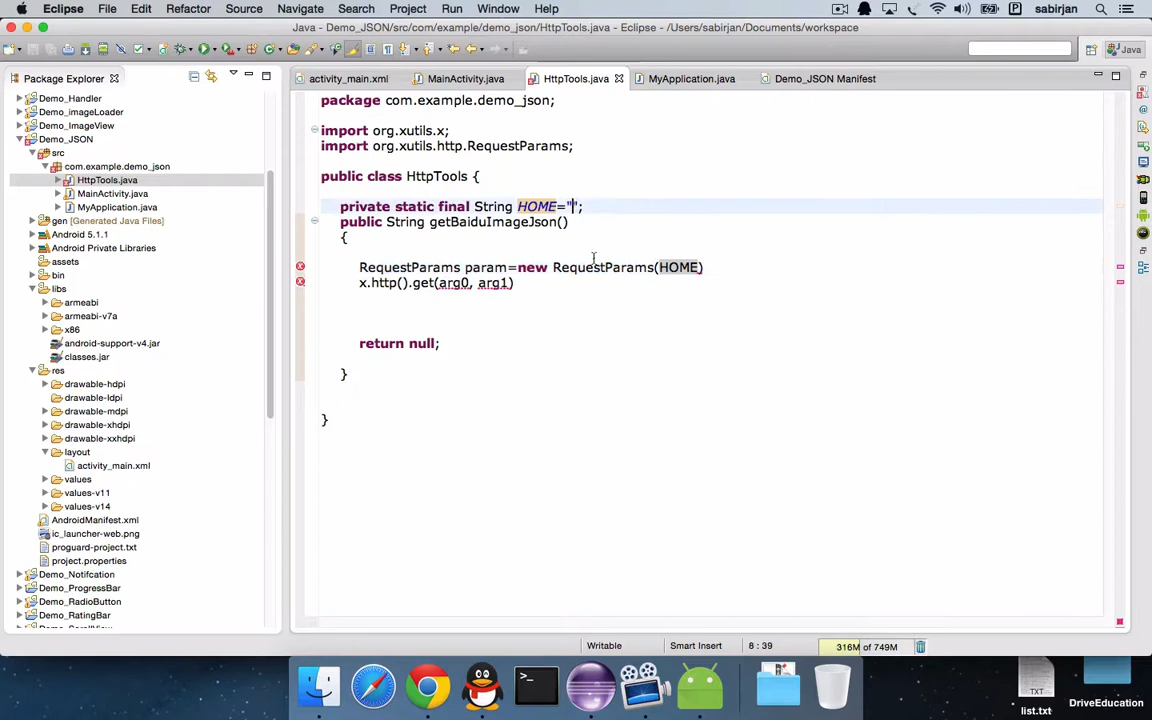 Eclipse File Edit Refactor Source Navigate Search Project Run Window Help sabirjan
Java - Demo_JSON/src/com/example/demo_json/HttpTools.java - Eclipse - /Users/sabirjan/Documents/workspace
Java
Package Explorer
activity_main.xml MainActivity.java HttpTools.java MyApplication.java Demo_JSON Manifest
Demo_Handler
Demo_imageLoader
Demo_ImageView
Demo_JSON
src
com.example.demo_json
HttpTools.java
MainActivity.java
MyApplication.java
gen [Generated Java Files]
Android 5.1.1
Android Private Libraries
assets
bin
libs
armeabi
armeabi-v7a
x86
android-support-v4.jar
classes.jar
res
drawable-hdpi
drawable-ldpi
drawable-mdpi
drawable-xhdpi
drawable-xxhdpi
layout
activity_main.xml
values
values-v11
values-v14
AndroidManifest.xml
ic_launcher-web.png
proguard-project.txt
project.properties
Demo_Notifcation
Demo_ProgressBar
Demo_RadioButton
Demo_RatingBar
package com.example.demo_json;
import org.xutils.x;
import org.xutils.http.RequestParams;
public class HttpTools {
private static final String HOME="";
public String getBaiduImageJson()
{
RequestParams param=new RequestParams(HOME)
x.http().get(arg0, arg1)
return null;
}
}
Writable Smart Insert 8 : 39 316M of 749M
TXT
list.txt
DriveEducation